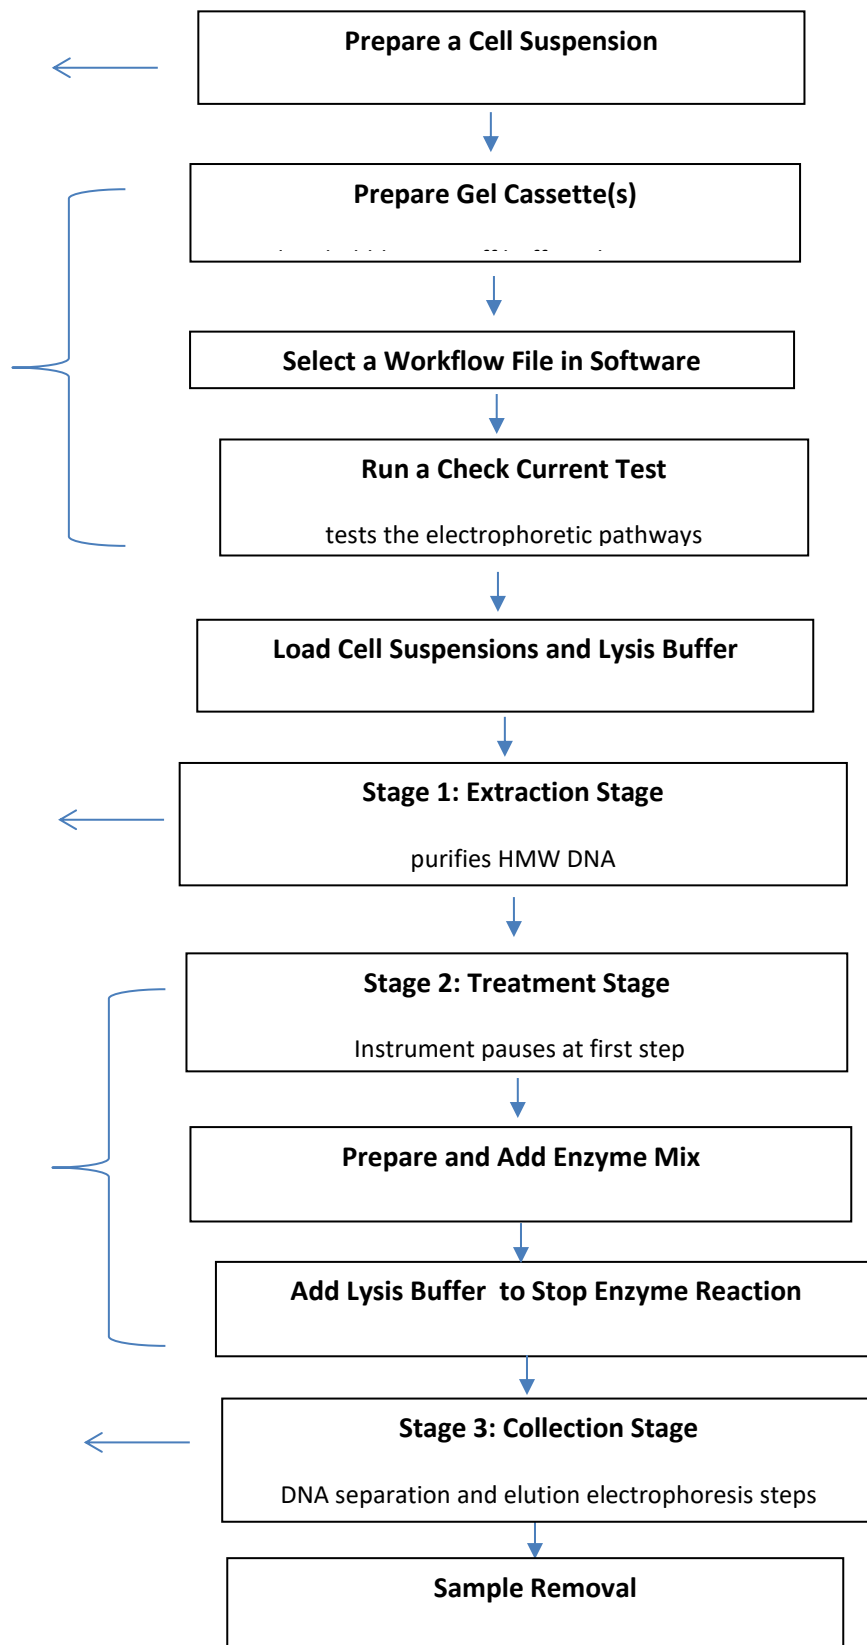 Prepare a Cell Suspension
Prepare Gel Cassette(s)
Select a Workflow File in Software
Run a Check Current Test
tests the electrophoretic pathways
Load Cell Suspensions and Lysis Buffer
Stage 1: Extraction Stage
purifies HMW DNA
Stage 2: Treatment Stage
Instrument pauses at first step
Prepare and Add Enzyme Mix
Add Lysis Buffer  to Stop Enzyme Reaction
Stage 3: Collection Stage
DNA separation and elution electrophoresis steps
Sample Removal